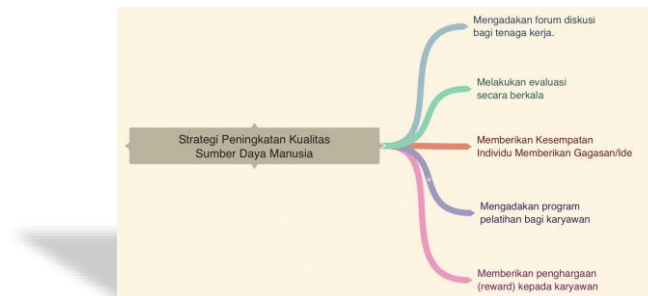 Strategi Peningkatan Kualitas
Sumber Daya Manusia
Mengadakan forum diskusi
bagi tenaga kerja.
Melakukan evaluasi
secara berkala
Memberikan Kesempatan
Individu Memberikan Gagasan/Ide
Mengadakan program
pelatihan bagi karyawan
Memberikan penghargaan
(reward) kepada karyawan